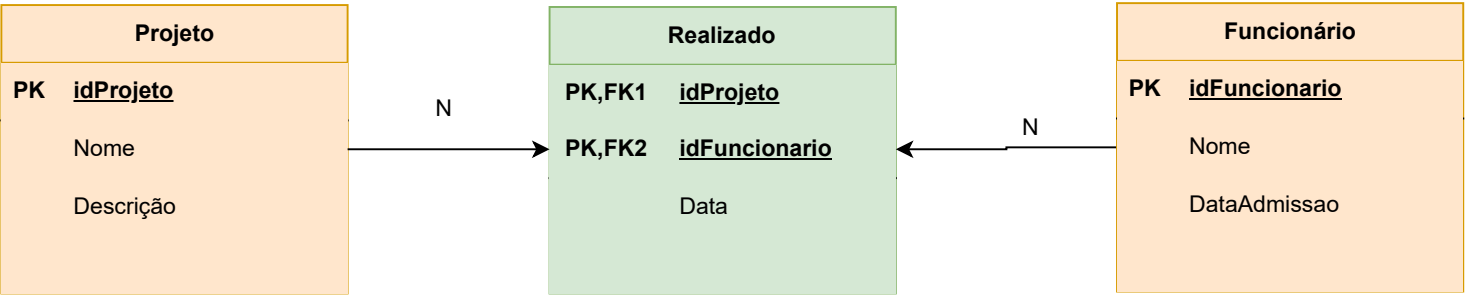 Projeto
PK idProjeto
Nome
Descrição
N
Realizado
PK,FK1 idProjeto
PK,FK2 idFuncionario
Data
N
Funcionário
PK idFuncionario
Nome
DataAdmissao